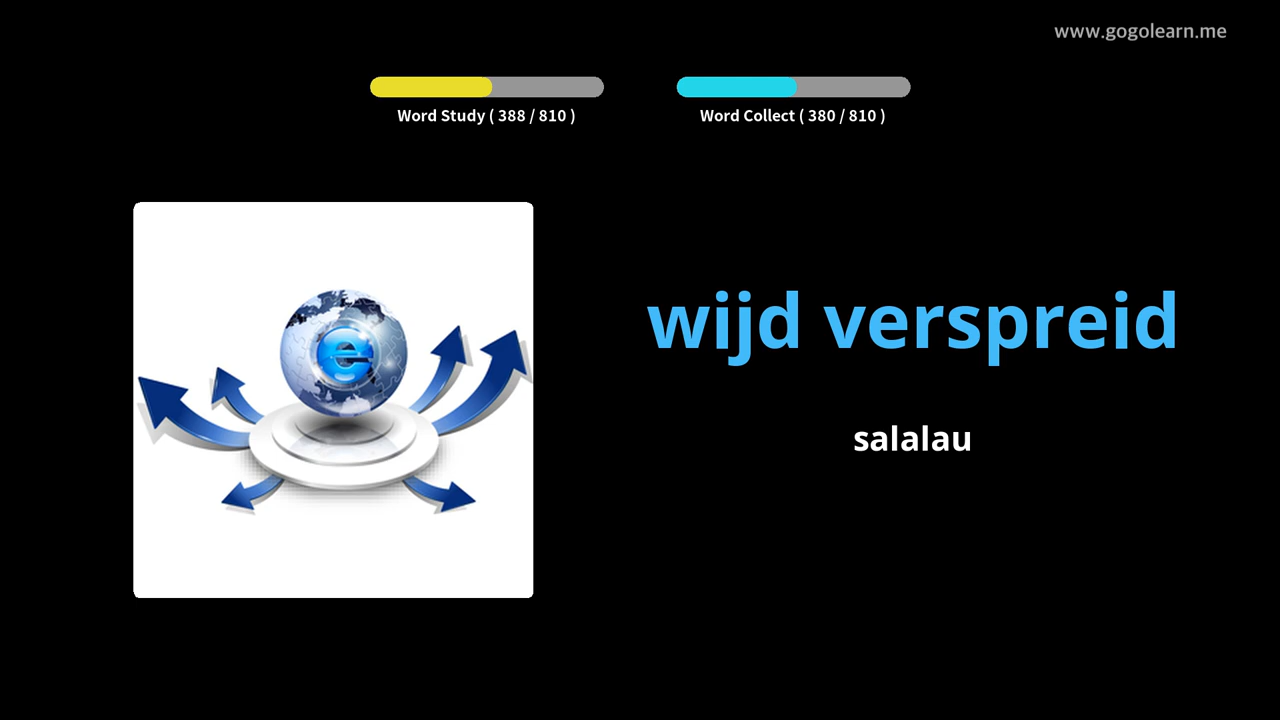 www.gogolearn.me
Word Study ( 388 / 810 )
Word Collect ( 380 / 810 )
e
wijd verspreid
salalau